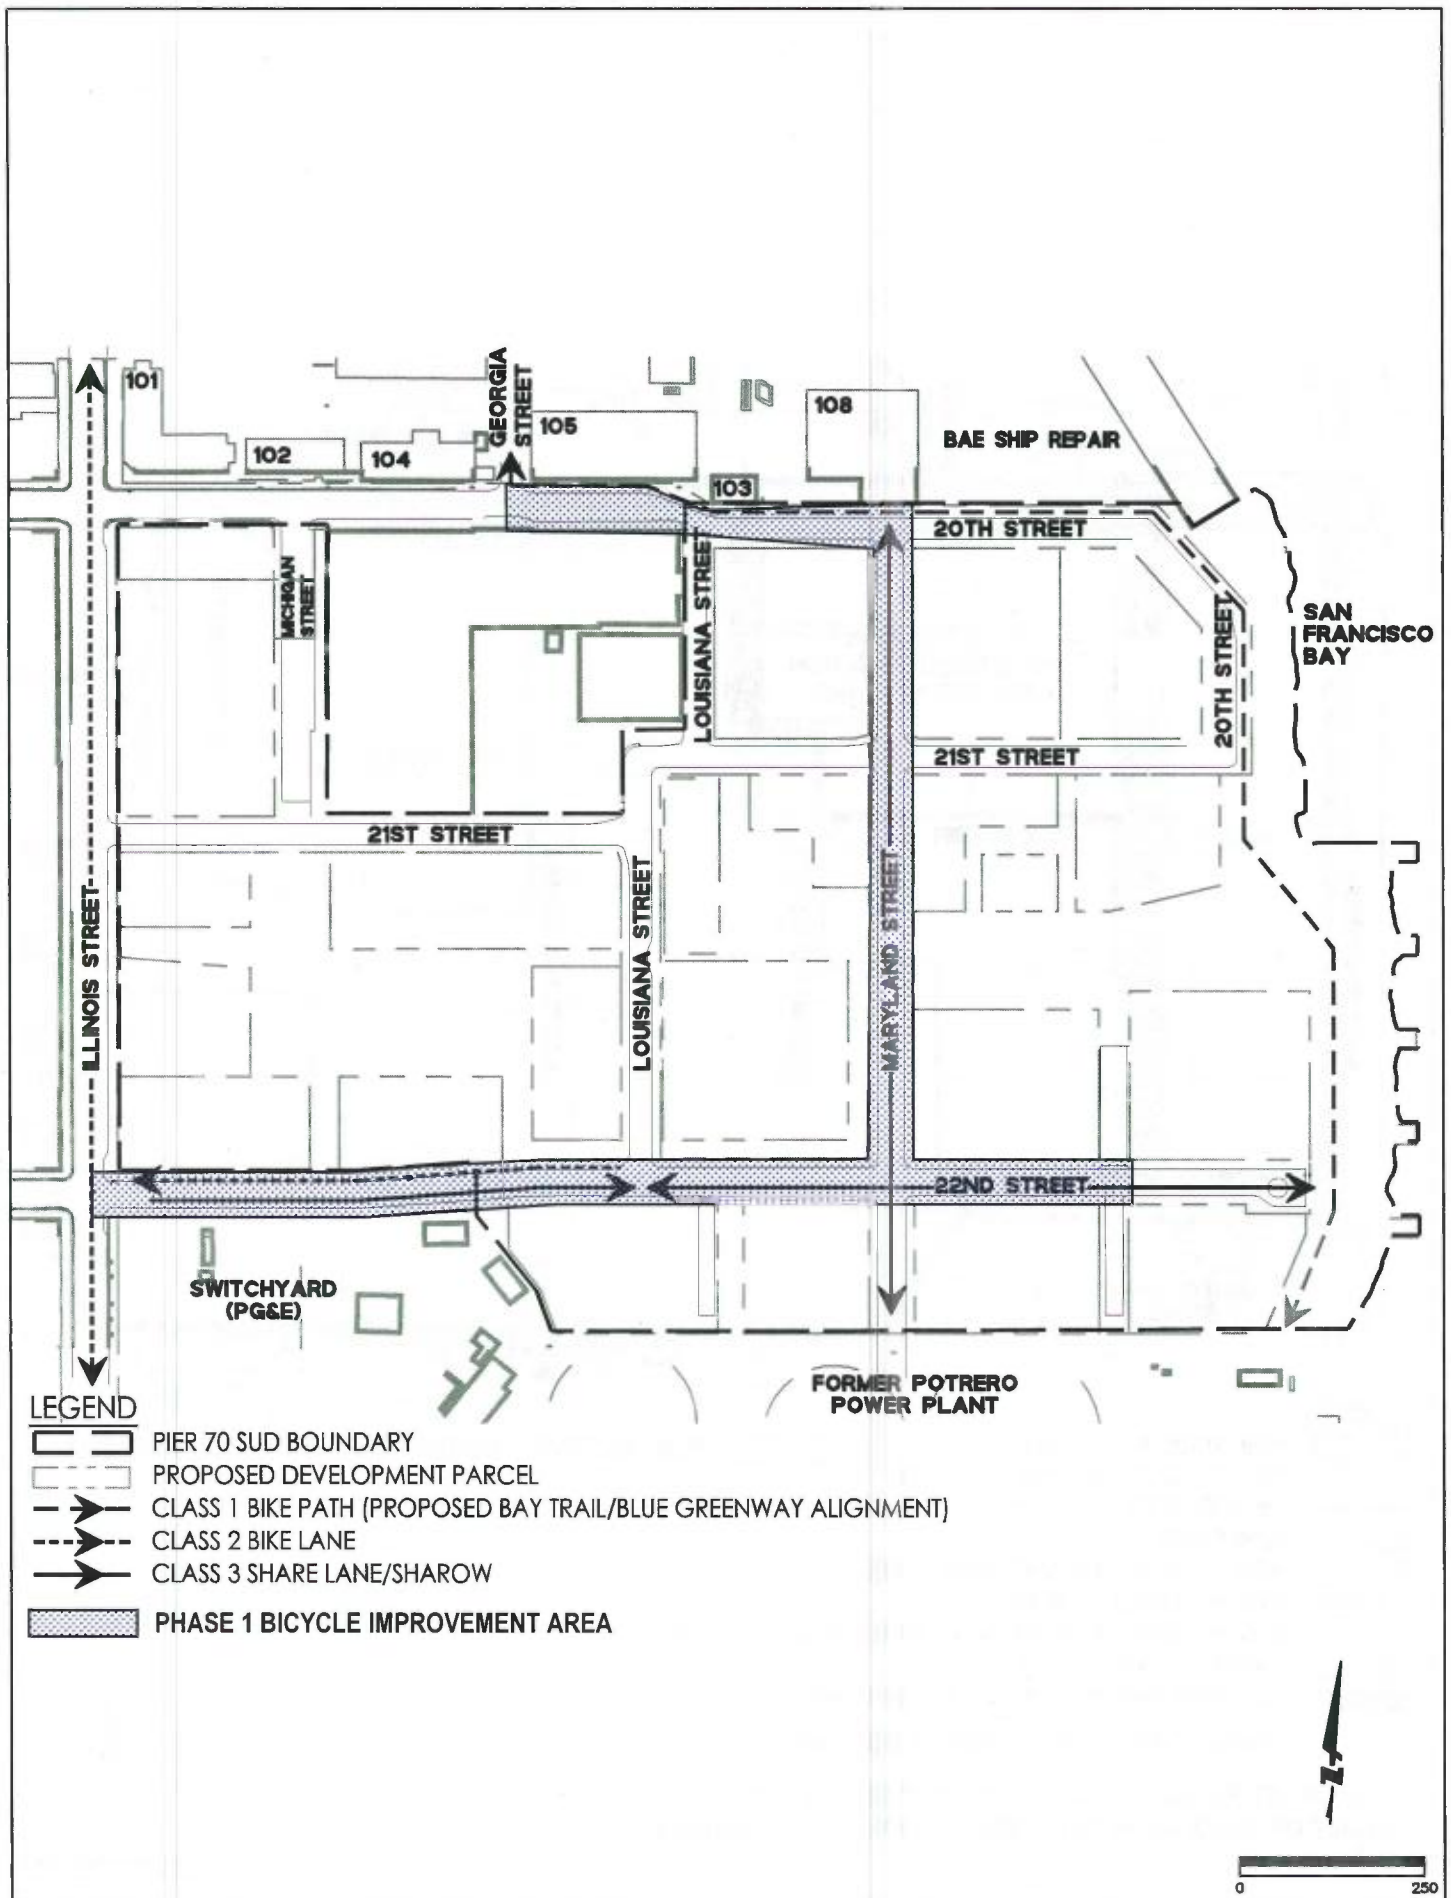 GEORGIA
STREET
101
102
104
105
108
103
BAE SHIP REPAIR
20TH STREET
MICHIGAN
STREET
LOUISIANA STREET
20TH STREET
SAN
FRANCISCO
BAY
21ST STREET
21ST STREET
ILLINOIS STREET
LOUISIANA STREET
MARYLAND STREET
22ND STREET
SWITCHYARD
(PG&E)
FORMER POTRERO
POWER PLANT
LEGEND
PIER 70 SUD BOUNDARY
PROPOSED DEVELOPMENT PARCEL
CLASS 1 BIKE PATH (PROPOSED BAY TRAIL/BLUE GREENWAY ALIGNMENT)
CLASS 2 BIKE LANE
CLASS 3 SHARE LANE/SHAROW
PHASE 1 BICYCLE IMPROVEMENT AREA
N
0 250